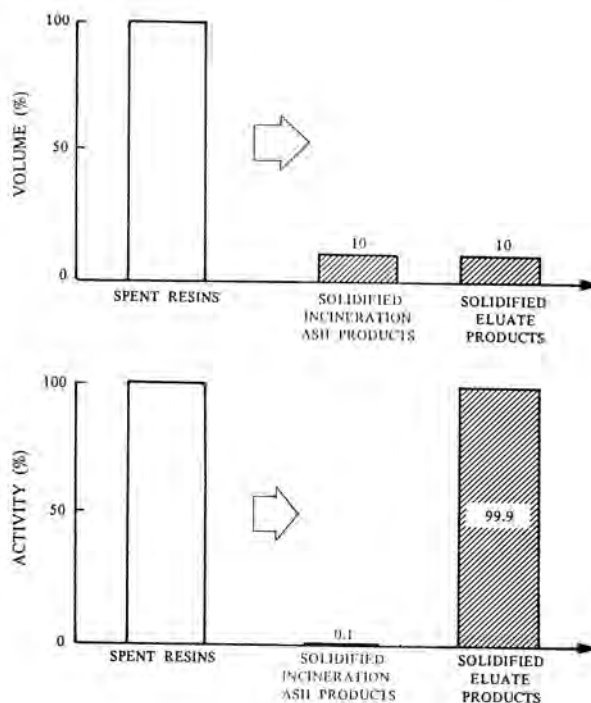 100
VOLUME (%)
50
0
10
10
SPENT RESINS
SOLIDIFIED
INCINERATION
ASH PRODUCTS
SOLIDIFIED
ELUATE
PRODUCTS
100
ACTIVITY (%)
50
99.9
0
0.1
SPENT RESINS
SOLIDIFIED
INCINERATION
ASH PRODUCTS
SOLIDIFIED
ELUATE
PRODUCTS